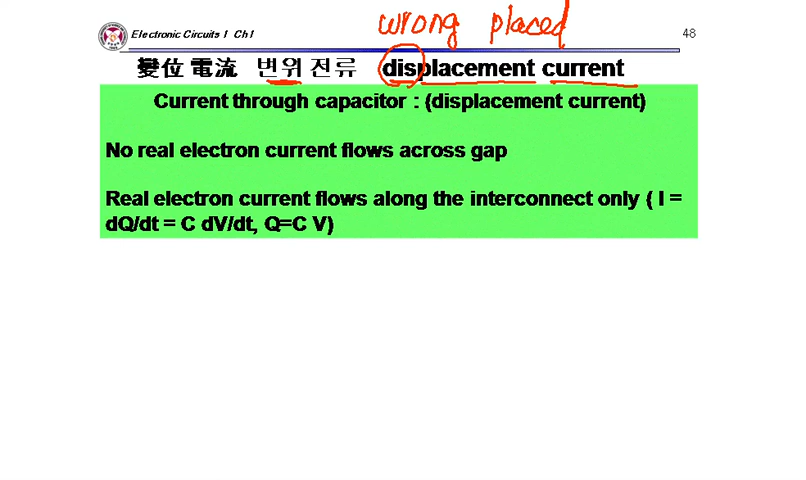 Electronic Circuits 1 Ch1
wrong placed
48
變位 電流 변위 전류 displacement current
Current through capacitor : (displacement current)
No real electron current flows across gap
Real electron current flows along the interconnect only ( I =
dQ/dt = C dV/dt, Q=C V)